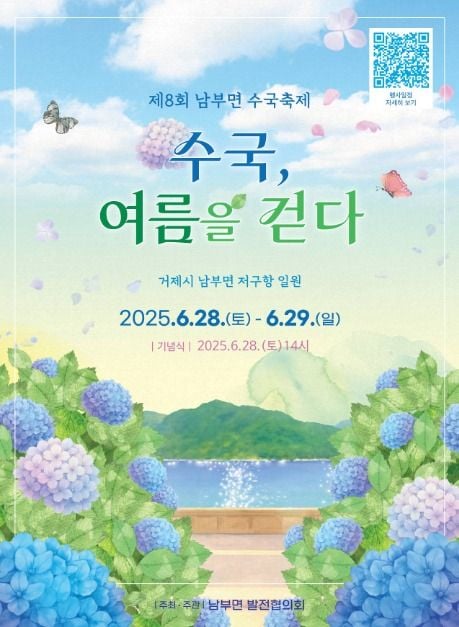 행사일정
자세히 보기
제8회 남부면 수국축제
수국,
여름을 걷다
거제시 남부면 저구항 일원
2025.6.28.(토) - 6.29.(일)
| 기념식 | 2025.6.28.(토)14시
| 주최·주관 | 남부면 발전협의회